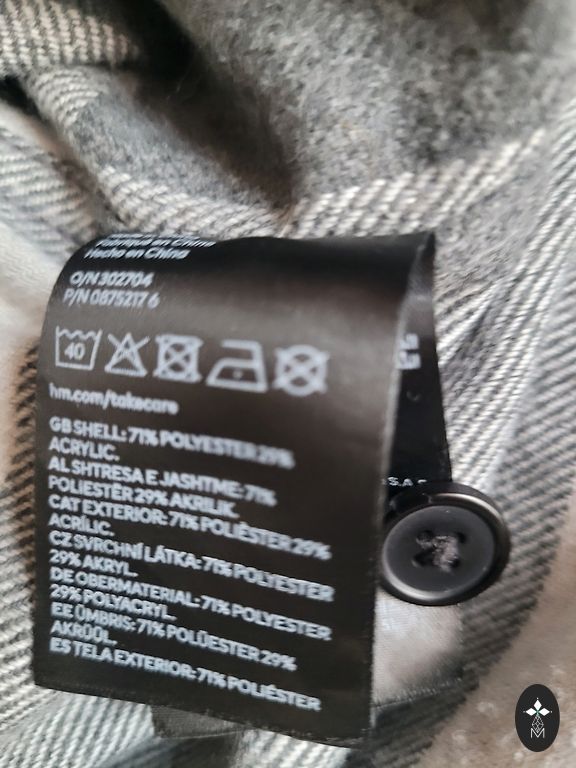 Fabriqué en China
Hecho en China
O/N 302704
P/N 0875217 6
40
hm.com/takecare
GB SHELL: 71% POLYESTER 29%
ACRYLIC.
AL SHTRESA E JASHTME: 71%
POLIESTËR 29% AKRILIK.
CAT EXTERIOR: 71% POLIÈSTER 29%
ACRÍLIC.
CZ SVRCHNÍ LÁTKA: 71% POLYESTER
29% AKRYL.
DE OBERMATERIAL: 71% POLYESTER
29% POLYACRYL.
EE ÜMBRIS: 71% POLÜESTER 29%
AKRÜÜL.
ES TELA EXTERIOR: 71% POLIÉSTER
M